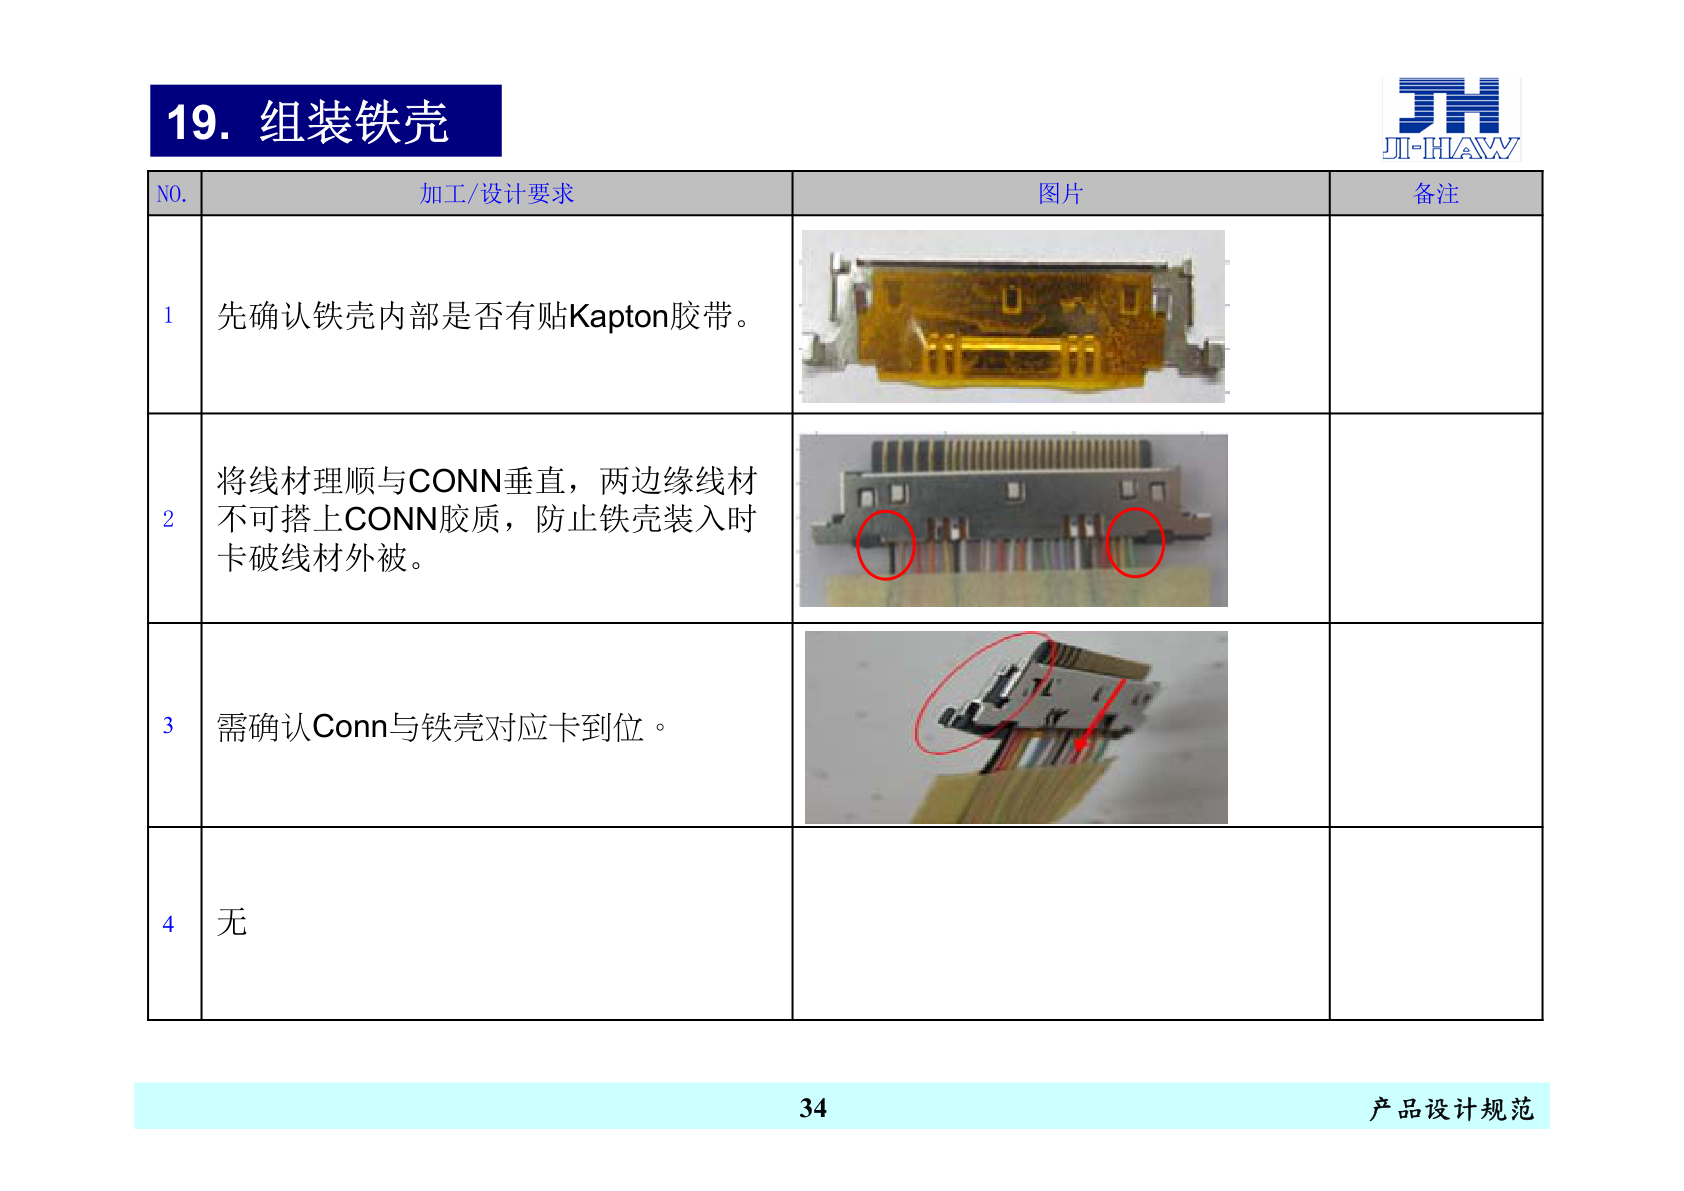 19. 组装铁壳
JH
JI-HAW
NO.
加工/设计要求
图片
备注
1
先确认铁壳内部是否有贴Kapton胶带。
2
将线材理顺与CONN垂直，两边缘线材
不可搭上CONN胶质，防止铁壳装入时
卡破线材外被。
3
需确认Conn与铁壳对应卡到位。
4
无
34
产品设计规范